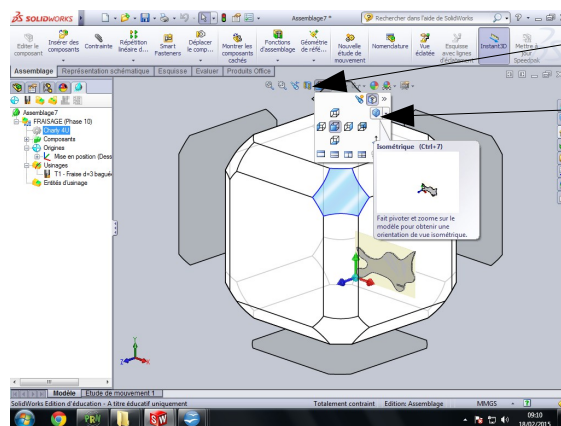 SOLIDWORKS
Assemblage7 *
Rechercher dans l'aide de SolidWorks
Editer le composant
Insérer des composants
Contrainte
Répétition linéaire d...
Smart Fasteners
Déplacer le comp...
Montrer les composants cachés
Fonctions d'assemblage
Géométrie de référ...
Nouvelle étude de mouvement
Nomenclature
Vue éclatée
Esquisse avec lignes d'éclatement
Instant3D
Mettre à jour Speedpak
Assemblage
Représentation schématique
Esquisse
Evaluer
Produits Office
Assemblage7
FRAISAGE (Phase 10)
Charly 4U
Composants
Origines
Mise en position (Dess
Usinages
T1 - Fraise d=3 bagué
Entités d'usinage
Isométrique (Ctrl+7)
Fait pivoter et zoome sur le
modèle pour obtenir une
orientation de vue isométrique.
Modèle
Etude de mouvement 1
SolidWorks Edition d'éducation - A titre éducatif uniquement
Totalement contraint
Edition: Assemblage
MMGS
09:10
18/02/2015